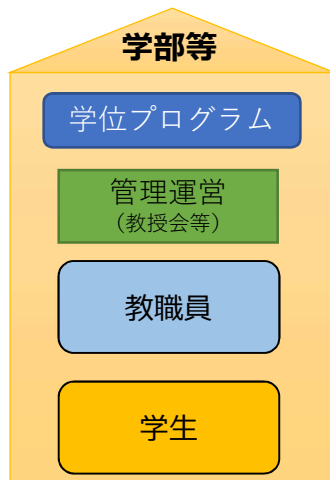 学部等
学位プログラム
管理運営
（教授会等）
教職員
学生